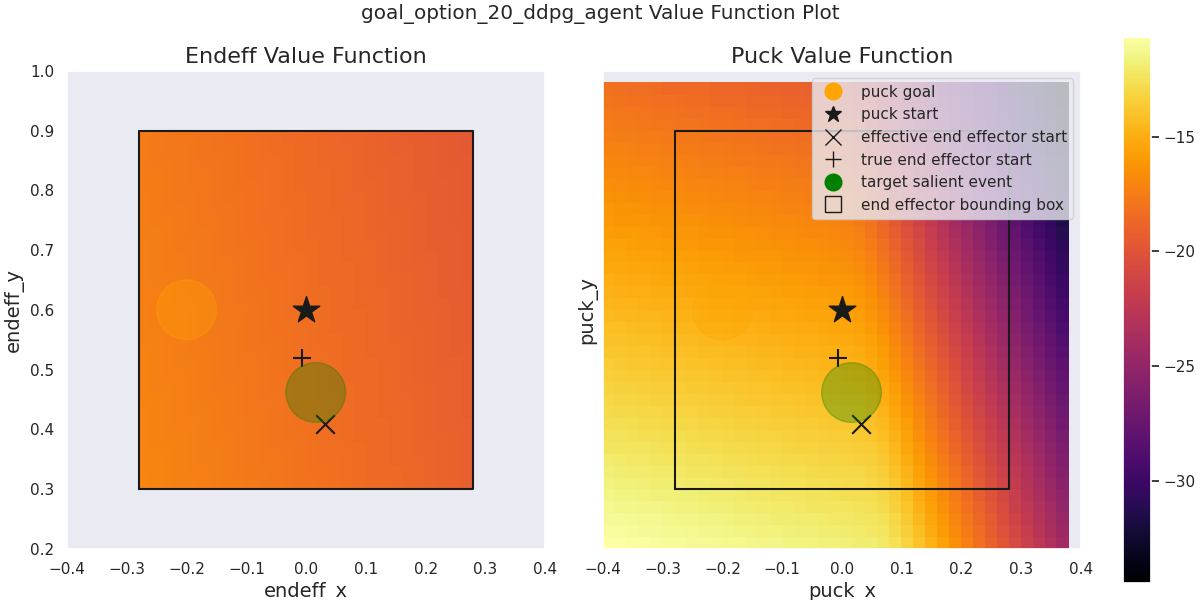 goal_option_20_ddpg_agent Value Function Plot
Endeff Value Function
1.0
0.9
0.8
0.7
0.6
0.5
0.4
0.3
0.2
endeff_y
−0.4 −0.3 −0.2 −0.1 0.0 0.1 0.2 0.3 0.4
endeff_x
Puck Value Function
puck goal
puck start
effective end effector start
true end effector start
target salient event
end effector bounding box
puck_y
−0.4 −0.3 −0.2 −0.1 0.0 0.1 0.2 0.3 0.4
puck_x
−15
−20
−25
−30